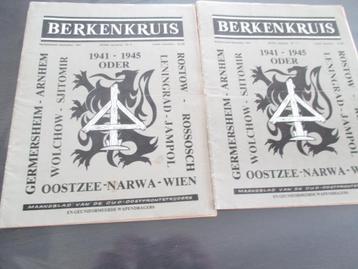 BERKENKRUIS
1941 - 1945
ODER
GERMERSHEIM - ARNHEM
WOLCHOW - SJITOMIR
LENINGRAD - JAMPOL
ROSTOW - ROSSOSCH
OOSTZEE-NARWA-WIEN
MAANDBLAD VAN DE OUD-OOSTFRONTSTRIJDERS
EN GEUNIFORMEERDE WAPENDRAGERS
BERKENKRUIS
1941 - 1945
ODER
GERMERSHEIM - ARNHEM
WOLCHOW - SJITOMIR
LENINGRAD - JAMPOL
ROSTOW - ROSSOSCH
OOSTZEE-NARWA-WIEN
MAANDBLAD VAN DE OUD-OOSTFRONTSTRIJDERS
EN GEUNIFORMEERDE WAPENDRAGERS